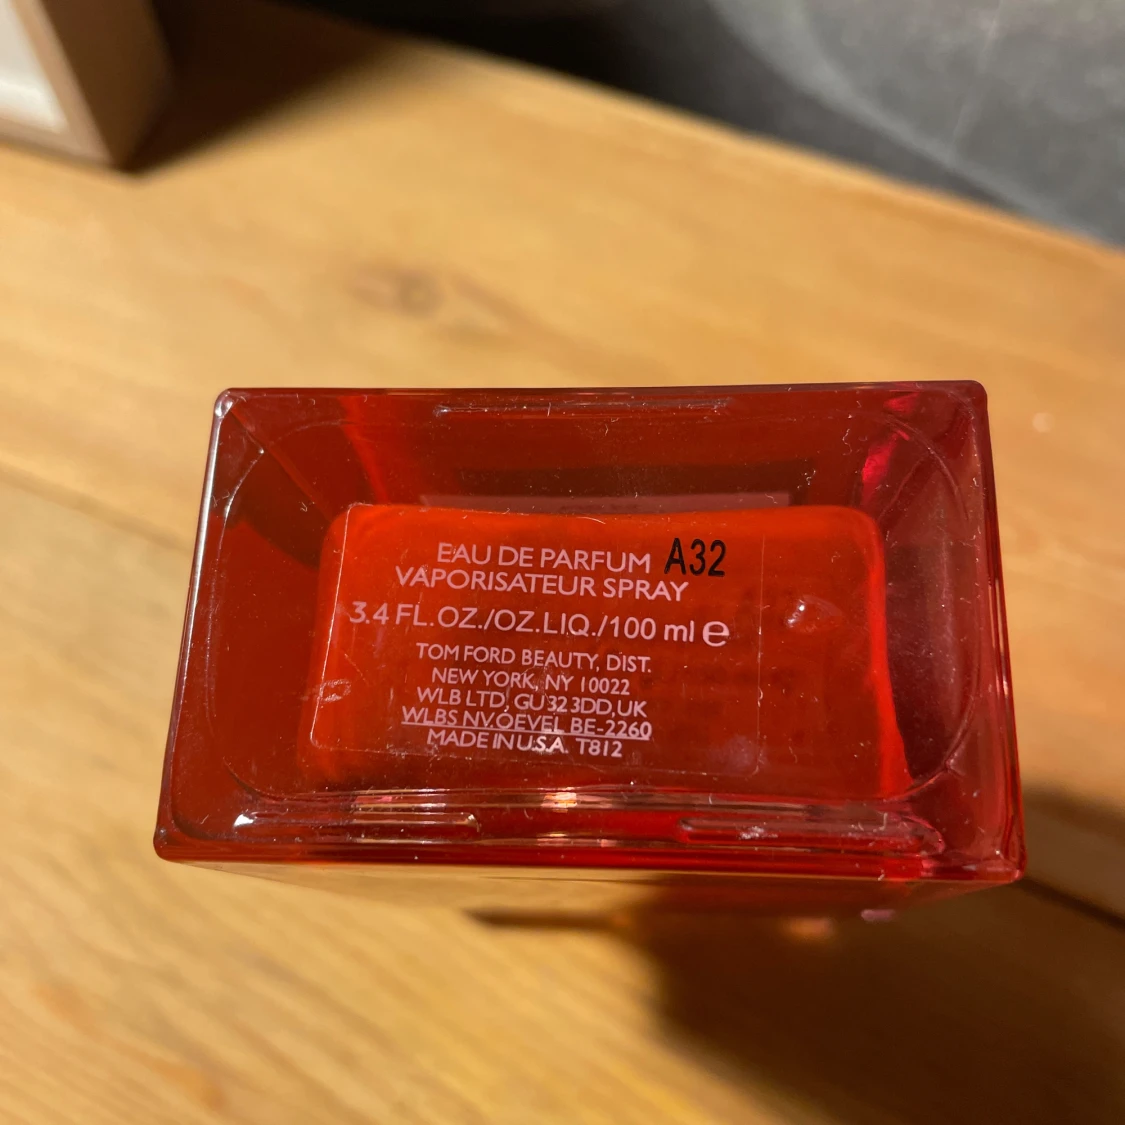 EAU DE PARFUM A32
VAPORISATEUR SPRAY
3.4 FL.OZ./OZ.LIQ./100 ml ℮
TOM FORD BEAUTY, DIST.
NEW YORK, NY 10022
WLB LTD, GU32 3DD, UK
WLBS NV. OEVEL BE-2260
MADE IN U.S.A. T812